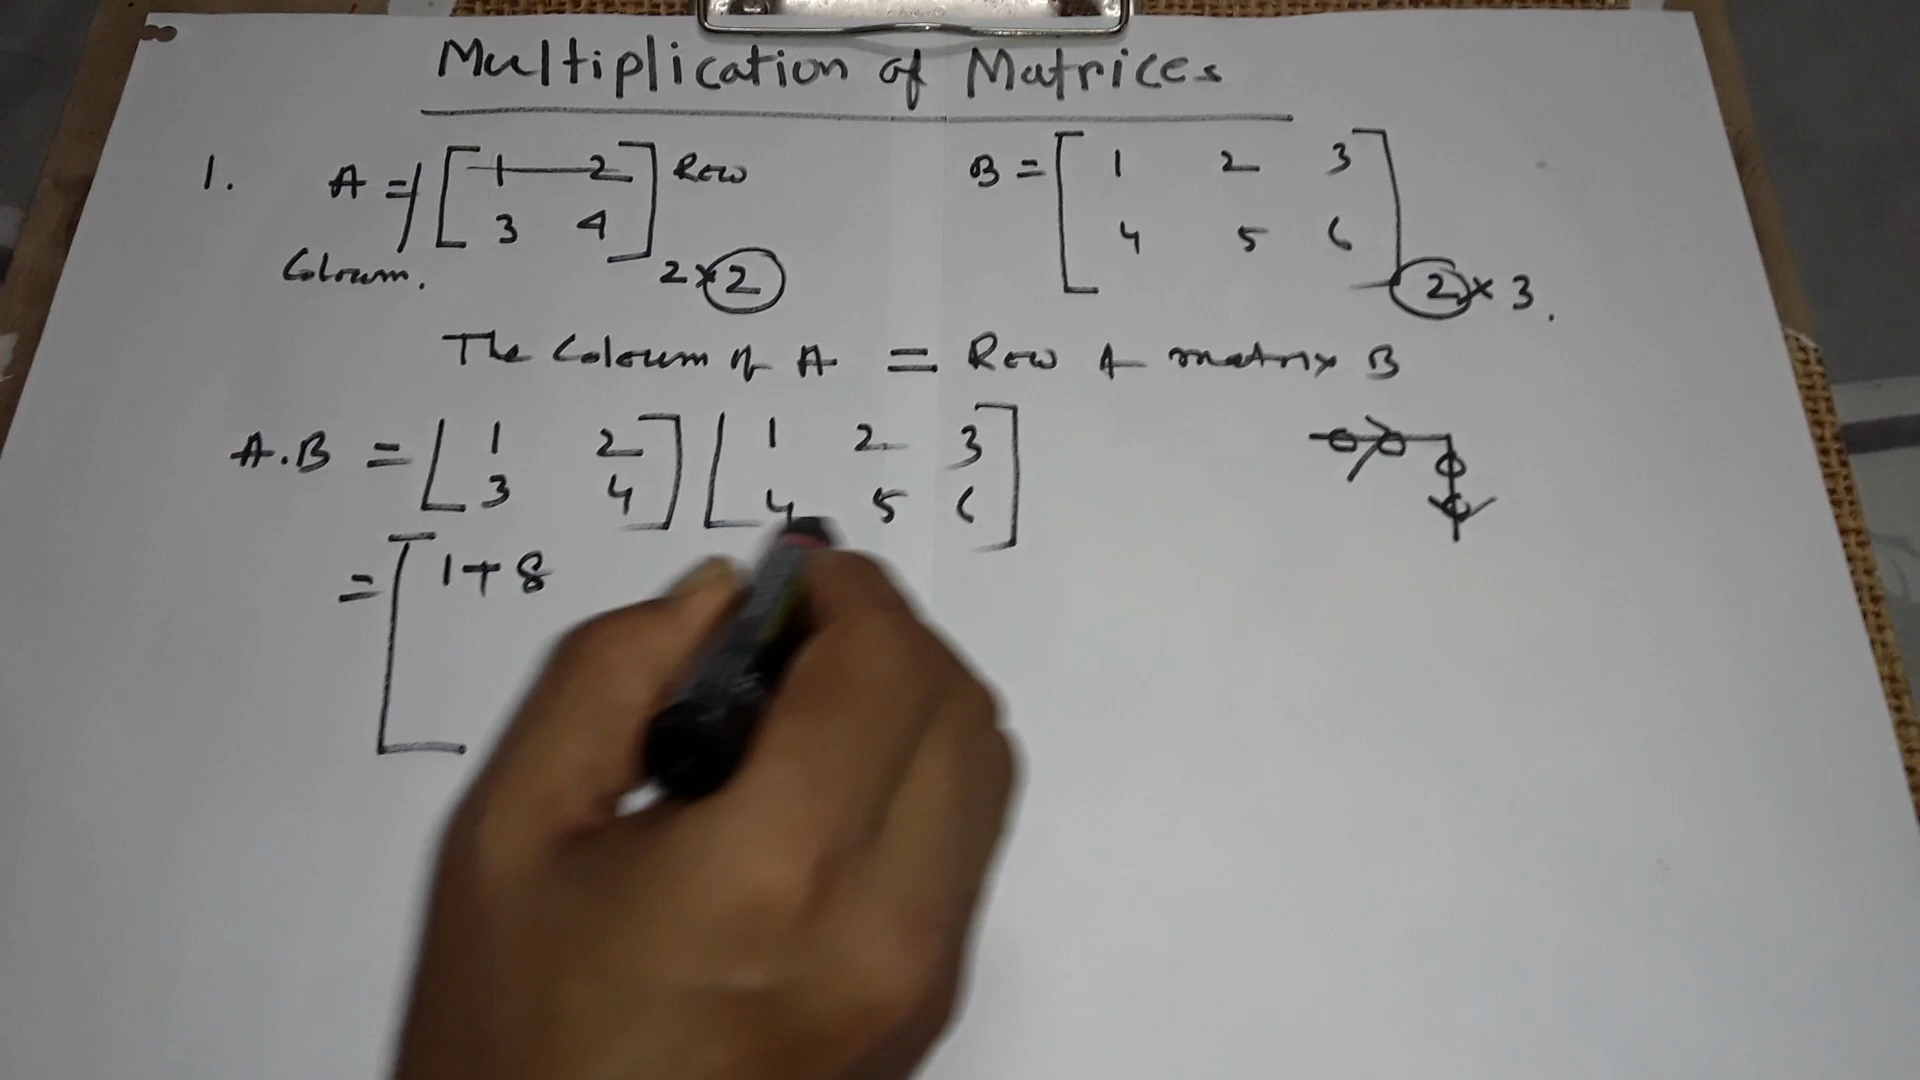 Multiplication of Matrices
1. A = [ 1 2 ] Row B = [ 1 2 3 ]
3 4 4 5 6
Coloum. 2 × 2 2 × 3.
The Coloum of A = Row A matrix B
A.B = [ 1 2 ] [ 1 2 3 ]
3 4 4 5 6
= [ 1 + 8